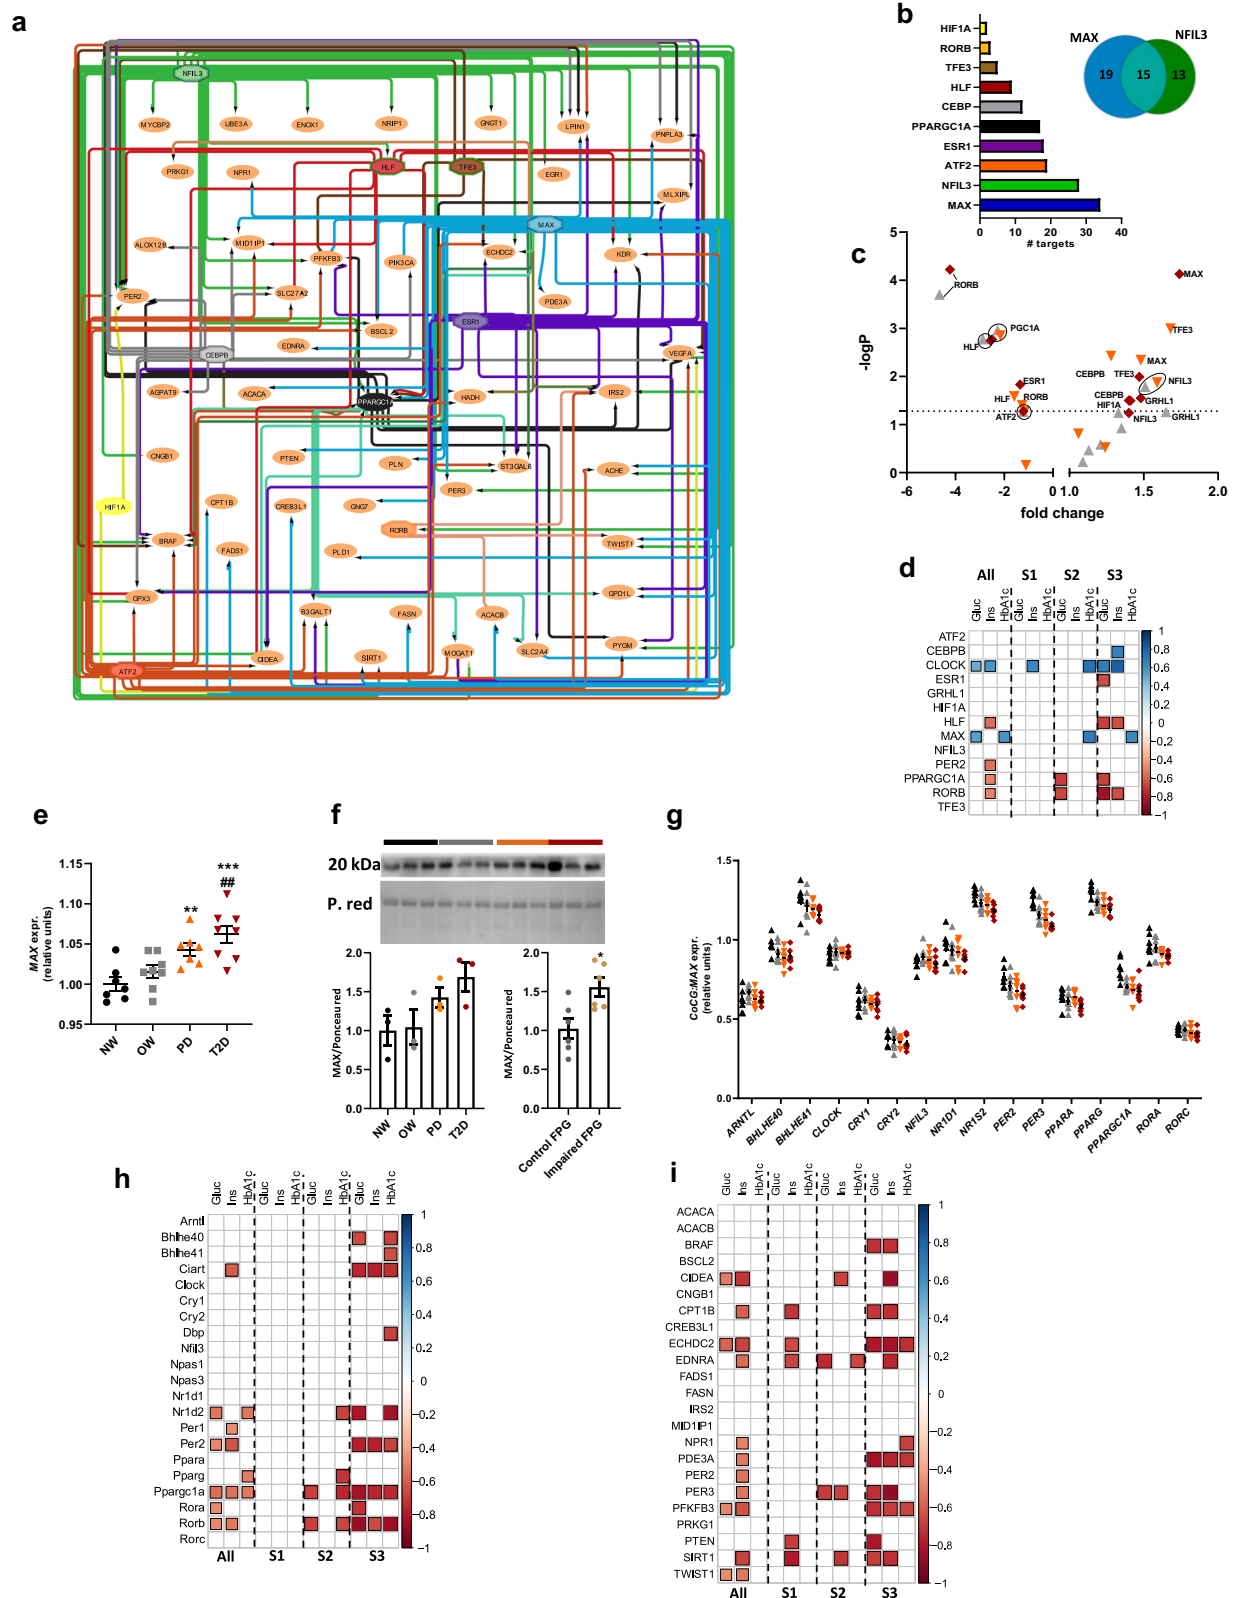 a
NFIL3
MYCBP2
UBE3A
ENOX1
NRIP1
GNGT1
LPIN1
PNPLA3
PRKG1
NPR1
HLF
TFE3
EGR1
MLXIPL
MAX
ALOX12B
MID1IP1
PFKFB3
PIK3CA
ECHDC2
KDR
PER2
SLC27A2
PDE3A
BSCL2
ESR1
EDNRA
CEBPB
VEGFA
AGPAT9
ACACA
PPARGC1A
HADH
IRS2
CNGB1
PTEN
PLN
ST3GAL6
ACHE
HIF1A
CPT1B
CREB3L1
GNG7
PER3
RORB
BRAF
FADS1
PLD1
TWIST1
GPX3
B3GALT1
FASN
ACACB
GPD1L
ATF2
CIDEA
SIRT1
MOGAT1
SLC2A4
PYGM
b
HIF1A
RORB
TFE3
HLF
CEBP
PPARGC1A
ESR1
ATF2
NFIL3
MAX
0 10 20 30 40
# targets
MAX
NFIL3
19 15 13
c
5
4
3
2
1
0
-logP
-6 -4 -2 0 1.0 1.5 2.0
fold change
RORB
MAX
PGC1A
HLF
TFE3
MAX
CEBPB
TFE3
NFIL3
ESR1
HLF
RORB
ATF2
CEBPB
GRHL1
HIF1A
NFIL3
GRHL1
d
All S1 S2 S3
Gluc Ins HbA1c Gluc Ins HbA1c Gluc Ins HbA1c Gluc Ins HbA1c
ATF2
CEBPB
CLOCK
ESR1
GRHL1
HIF1A
HLF
MAX
NFIL3
PER2
PPARGC1A
RORB
TFE3
1
0.8
0.6
0.4
0.2
0
-0.2
-0.4
-0.6
-0.8
-1
e
MAX expr.
(relative units)
1.15
1.10
1.05
1.00
0.95
**
***
##
NW OW PD T2D
f
20 kDa
P. red
MAX/Ponceau red
2.0
1.5
1.0
0.5
0.0
NW OW PD T2D
MAX/Ponceau red
2.0
1.5
1.0
0.5
0.0
*
Control FPG Impaired FPG
g
CoCG:MAX expr.
(relative units)
1.5
1.0
0.5
0.0
ARNTL BHLHE40 BHLHE41 CLOCK CRY1 CRY2 NFIL3 NR1D1 NR1S2 PER2 PER3 PPARA PPARG PPARGC1A RORA RORC
h
Gluc Ins HbA1c Gluc Ins HbA1c Gluc Ins HbA1c Gluc Ins HbA1c
Arntl
Bhlhe40
Bhlhe41
Ciart
Clock
Cry1
Cry2
Dbp
Nfil3
Npas1
Npas3
Nr1d1
Nr1d2
Per1
Per2
Ppara
Pparg
Ppargc1a
Rora
Rorb
Rorc
All S1 S2 S3
1
0.8
0.6
0.4
0.2
0
-0.2
-0.4
-0.6
-0.8
-1
i
Gluc Ins HbA1c Gluc Ins HbA1c Gluc Ins HbA1c Gluc Ins HbA1c
ACACA
ACACB
BRAF
BSCL2
CIDEA
CNGB1
CPT1B
CREB3L1
ECHDC2
EDNRA
FADS1
FASN
IRS2
MID1IP1
NPR1
PDE3A
PER2
PER3
PFKFB3
PRKG1
PTEN
SIRT1
TWIST1
All S1 S2 S3
1
0.8
0.6
0.4
0.2
0
-0.2
-0.4
-0.6
-0.8
-1